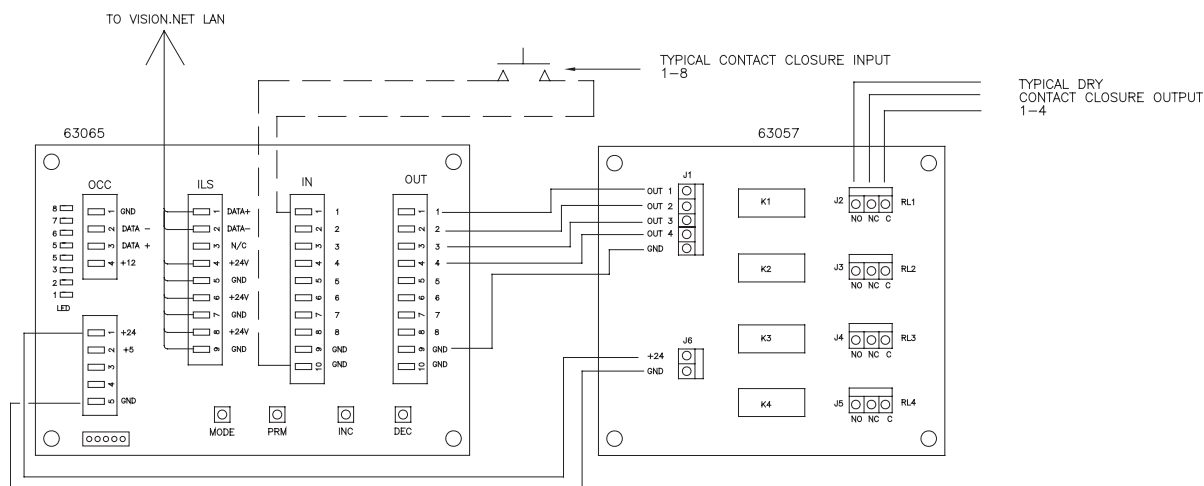 TO VISION.NET LAN
TYPICAL CONTACT CLOSURE INPUT
1-8
TYPICAL DRY
CONTACT CLOSURE OUTPUT
1-4
63065
OCC
8
7
6
5
5
3
2
1
LED
1 GND
2 DATA -
3 DATA +
4 +12
1 +24
2 +5
3
4
5 GND
ILS
1 DATA+
2 DATA-
3 N/C
4 +24V
5 GND
6 +24V
7 GND
8 +24V
9 GND
IN
1 1
2 2
3 3
4 4
5 5
6 6
7 7
8 8
9 GND
10 GND
OUT
1 1
2 2
3 3
4 4
5 5
6 6
7 7
8 8
9 GND
10 GND
MODE
PRM
INC
DEC
63057
J1
OUT 1
OUT 2
OUT 3
OUT 4
GND
J6
+24
GND
K1
K2
K3
K4
J2 RL1
NO NC C
J3 RL2
NO NC C
J4 RL3
NO NC C
J5 RL4
NO NC C